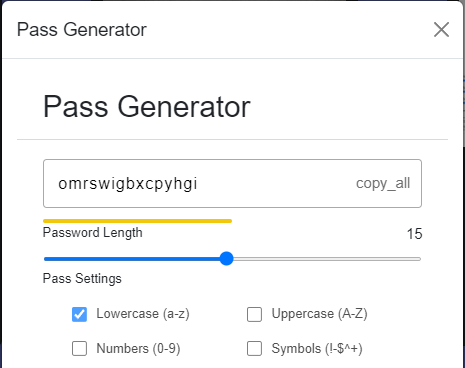 Pass Generator
Pass Generator
omrswigbxcpyhgi copy_all
Password Length 15
Pass Settings
Lowercase (a-z) Uppercase (A-Z)
Numbers (0-9) Symbols (!-$^+)